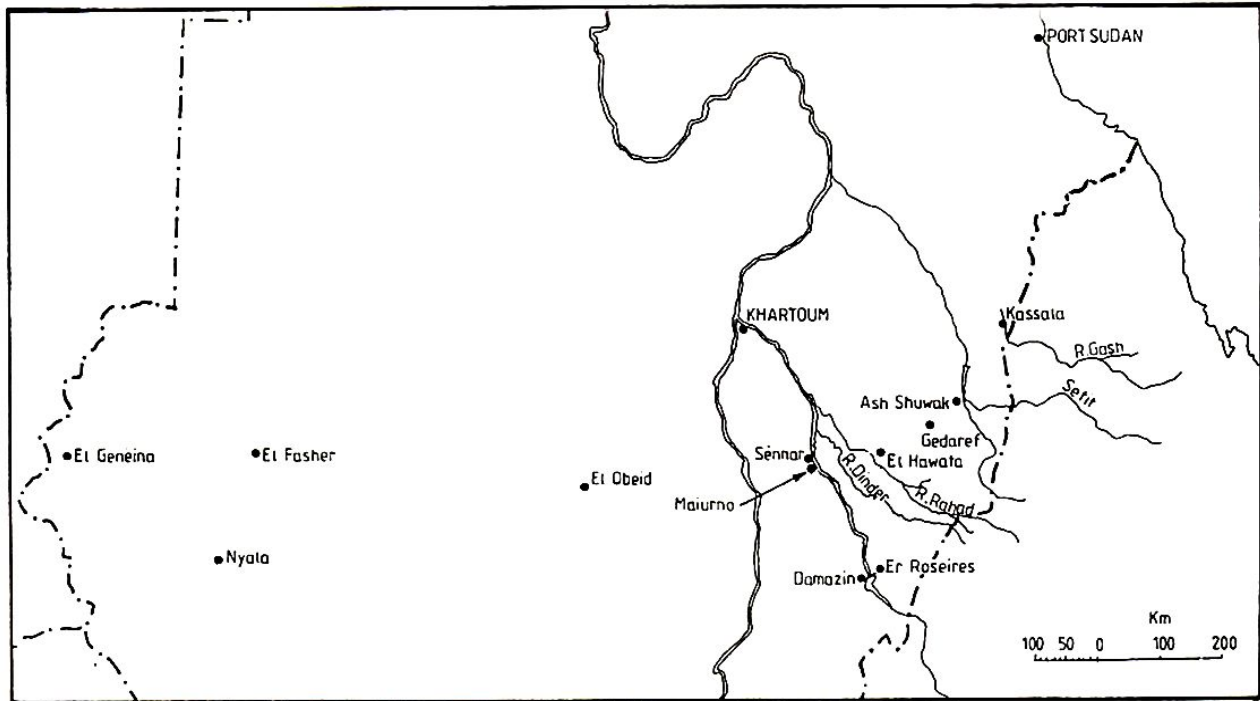 PORT SUDAN
KHARTOUM
Kassala
R.Gash
Setit
Ash Shuwak
Gedaref
El Geneina
El Fasher
Sénnar
El Hawata
El Obeid
R.Dinder
R.Rahad
Maiurno
Nyala
Er Roseires
Damazin
Km
100 50 0 100 200